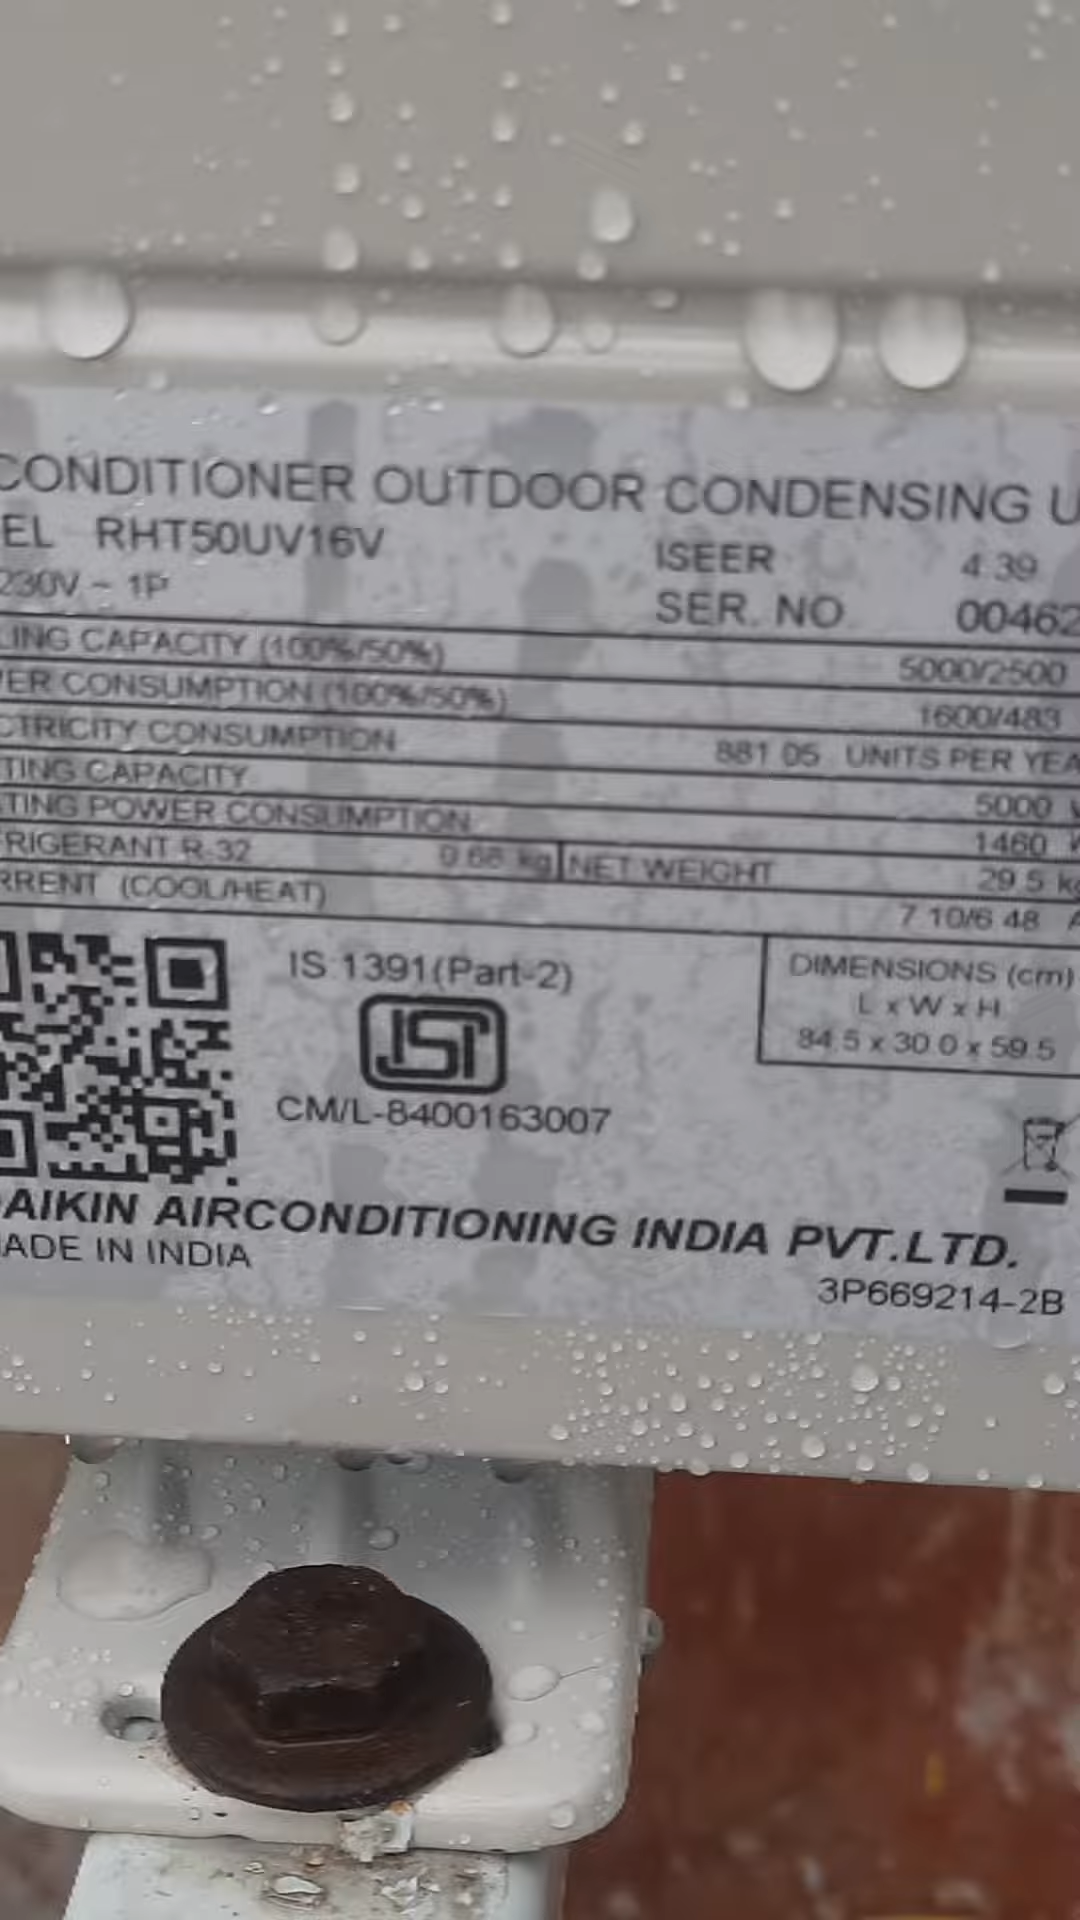 CONDITIONER OUTDOOR CONDENSING U
EL RHT50UV16V
ISEER 4.39
230V ~ 1P
SER. NO 00462
LING CAPACITY (100%/50%) 5000/2500
ER CONSUMPTION (100%/50%) 1600/483
CTRICITY CONSUMPTION 881.05 UNITS PER YEA
TING CAPACITY 5000
TING POWER CONSUMPTION 1460
FRIGERANT R-32 0.68 kg NET WEIGHT 29.5 kg
RRENT (COOL/HEAT) 7.10/6.48 A
IS 1391(Part-2)
ISI
CM/L-8400163007
DIMENSIONS (cm)
L x W x H
84.5 x 30.0 x 59.5
DAIKIN AIRCONDITIONING INDIA PVT.LTD.
MADE IN INDIA
3P669214-2B